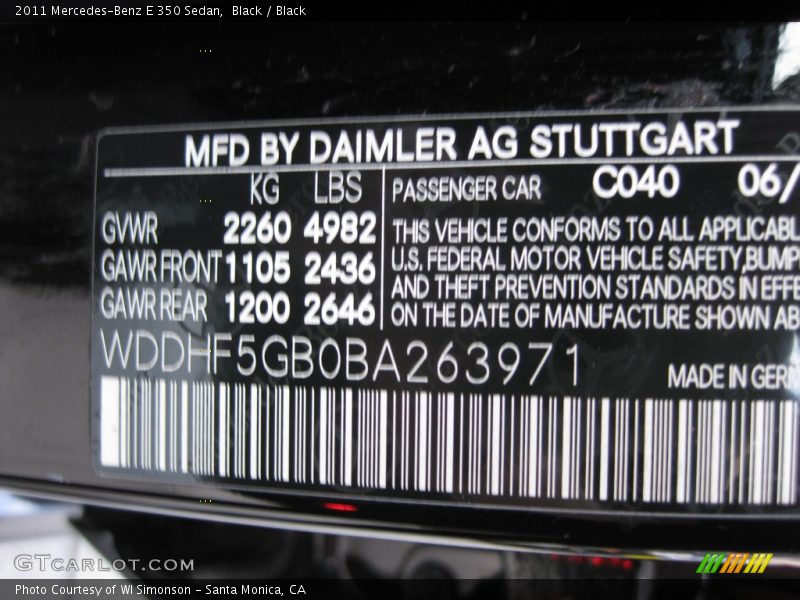 2011 Mercedes-Benz E 350 Sedan,  Black / Black
MFD BY DAIMLER AG STUTTGART
KG LBS
PASSENGER CAR C040 06/
GVWR 2260 4982
GAWR FRONT 1105 2436
GAWR REAR 1200 2646
THIS VEHICLE CONFORMS TO ALL APPLICABL
U.S. FEDERAL MOTOR VEHICLE SAFETY,BUMP
AND THEFT PREVENTION STANDARDS IN EFFE
ON THE DATE OF MANUFACTURE SHOWN AB
WDDHF5GB0BA263971
MADE IN GERM
GTCARLOT.COM
Photo Courtesy of WI Simonson - Santa Monica, CA